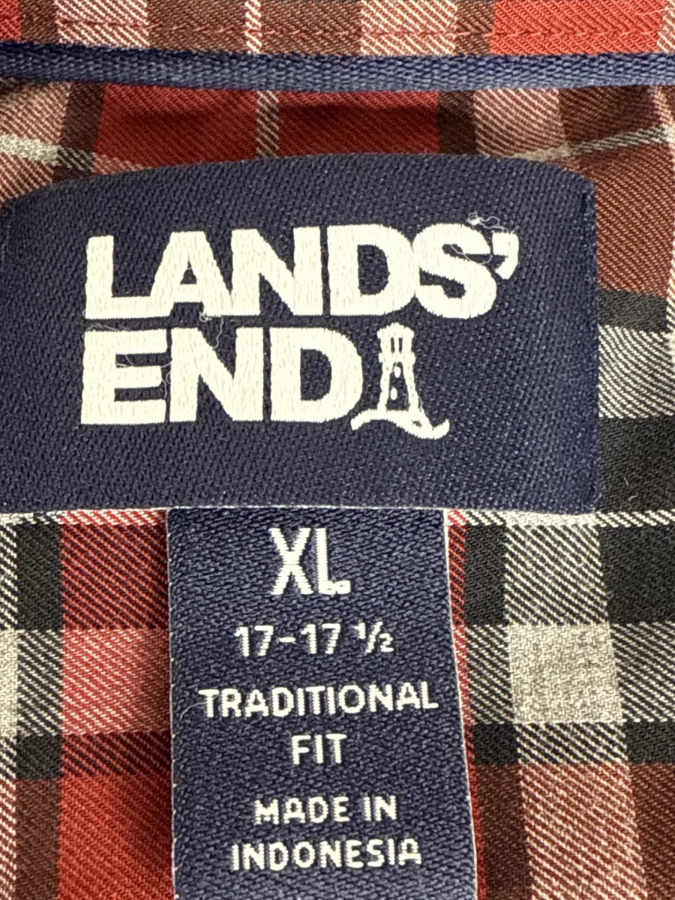 LANDS'
END
XL
17-17 ½
TRADITIONAL
FIT
MADE IN
INDONESIA